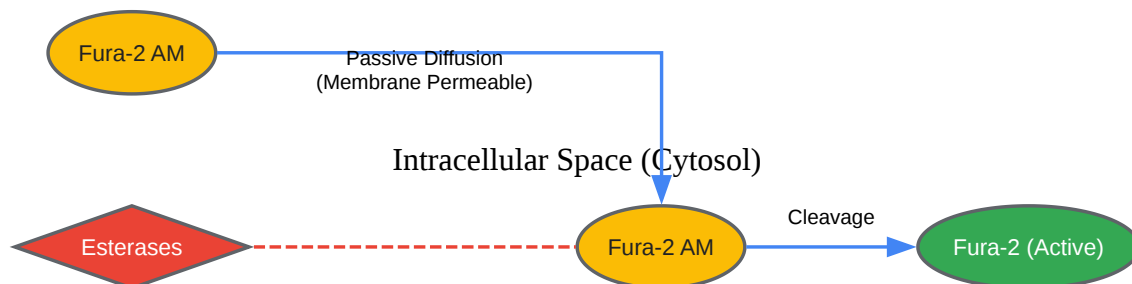 Fura-2 AM
Passive Diffusion
(Membrane Permeable)
Intracellular Space (Cytosol)
Esterases
Fura-2 AM
Cleavage
Fura-2 (Active)